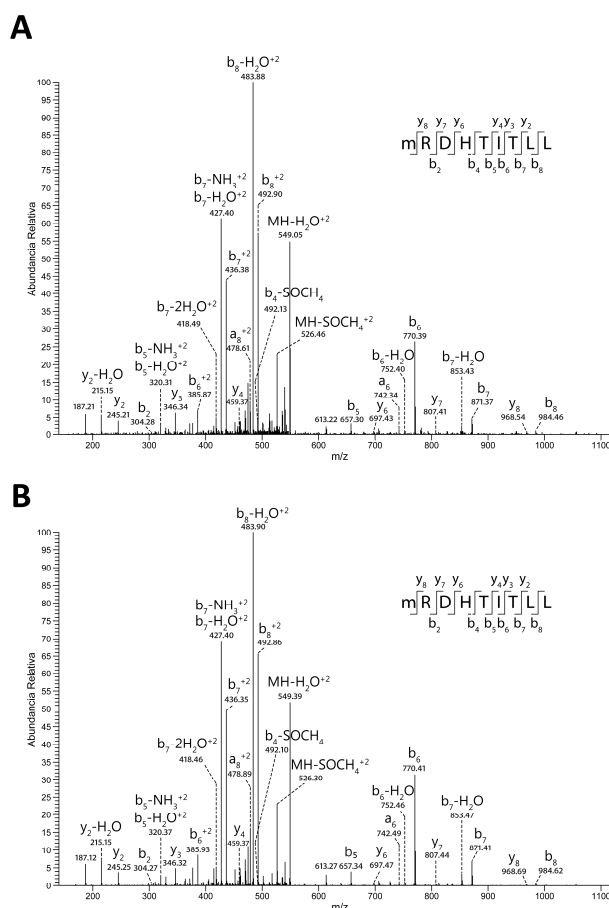 A
b₈-H₂O⁺²
483.88
y₈ y₇ y₆ y₄ y₃ y₂
mRDHTITLL
b₂ b₄ b₅ b₆ b₇ b₈
b₇-NH₃⁺²
b₇-H₂O⁺²
427.40
b₈⁺²
492.90
MH-H₂O⁺²
549.05
b₇⁺²
436.38
b₄-SOCH₄
492.13
b₇-2H₂O⁺²
418.49
a₈⁺²
478.61
MH-SOCH₄⁺²
526.46
b₆
770.39
b₅-NH₃⁺²
b₅-H₂O⁺²
320.31
b₆-H₂O
752.40
b₇-H₂O
853.43
y₂-H₂O
215.15
187.21
y₂
245.21
b₂
304.28
y₃
346.34
b₆⁺²
385.87
y₄
459.37
613.22
b₅
657.30
y₆
697.43
a₆
742.34
y₇
807.41
b₇
871.37
y₈
968.54
b₈
984.46
Abundancia Relativa
100
95
90
85
80
75
70
65
60
55
50
45
40
35
30
25
20
15
10
5
0
200 300 400 500 600 700 800 900 1000 1100
m/z
B
b₈-H₂O⁺²
483.90
y₈ y₇ y₆ y₄ y₃ y₂
mRDHTITLL
b₂ b₄ b₅ b₆ b₇ b₈
b₇-NH₃⁺²
b₇-H₂O⁺²
427.40
b₈⁺²
492.86
MH-H₂O⁺²
549.39
b₇⁺²
436.35
b₄-SOCH₄
492.10
b₇-2H₂O⁺²
418.46
a₈⁺²
478.89
MH-SOCH₄⁺²
526.30
b₆
770.41
b₅-NH₃⁺²
b₅-H₂O⁺²
320.37
b₆-H₂O
752.46
b₇-H₂O
853.47
y₂-H₂O
215.15
187.12
y₂
245.25
b₂
304.27
y₃
346.32
b₆⁺²
385.93
y₄
459.37
613.27
b₅
657.34
y₆
697.47
a₆
742.49
y₇
807.44
b₇
871.41
y₈
968.69
b₈
984.62
Abundancia Relativa
100
95
90
85
80
75
70
65
60
55
50
45
40
35
30
25
20
15
10
5
0
200 300 400 500 600 700 800 900 1000 1100
m/z